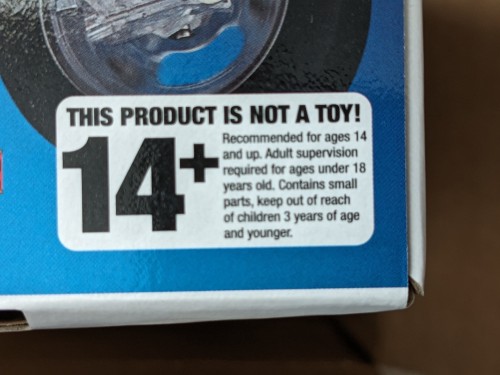 THIS PRODUCT IS NOT A TOY!
14+
Recommended for ages 14
and up. Adult supervision
required for ages under 18
years old. Contains small
parts, keep out of reach
of children 3 years of age
and younger.